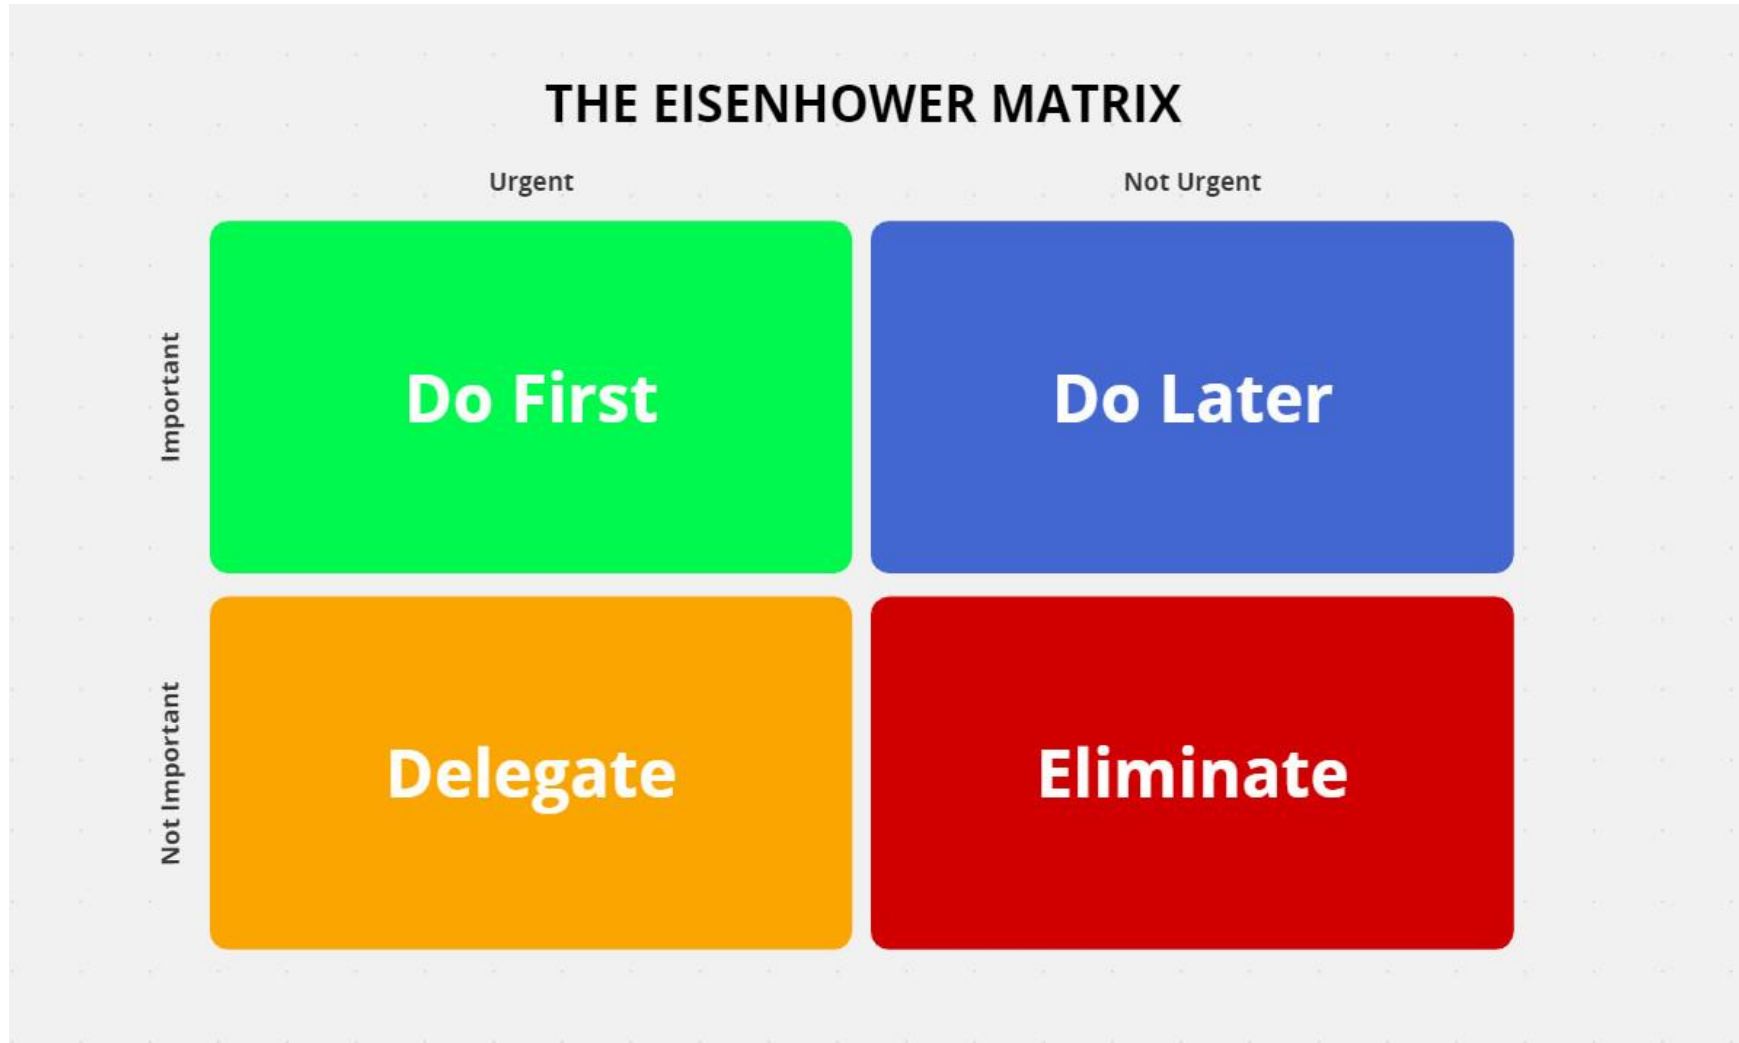 THE EISENHOWER MATRIX
Urgent
Not Urgent
Important
Do First
Do Later
Not Important
Delegate
Eliminate